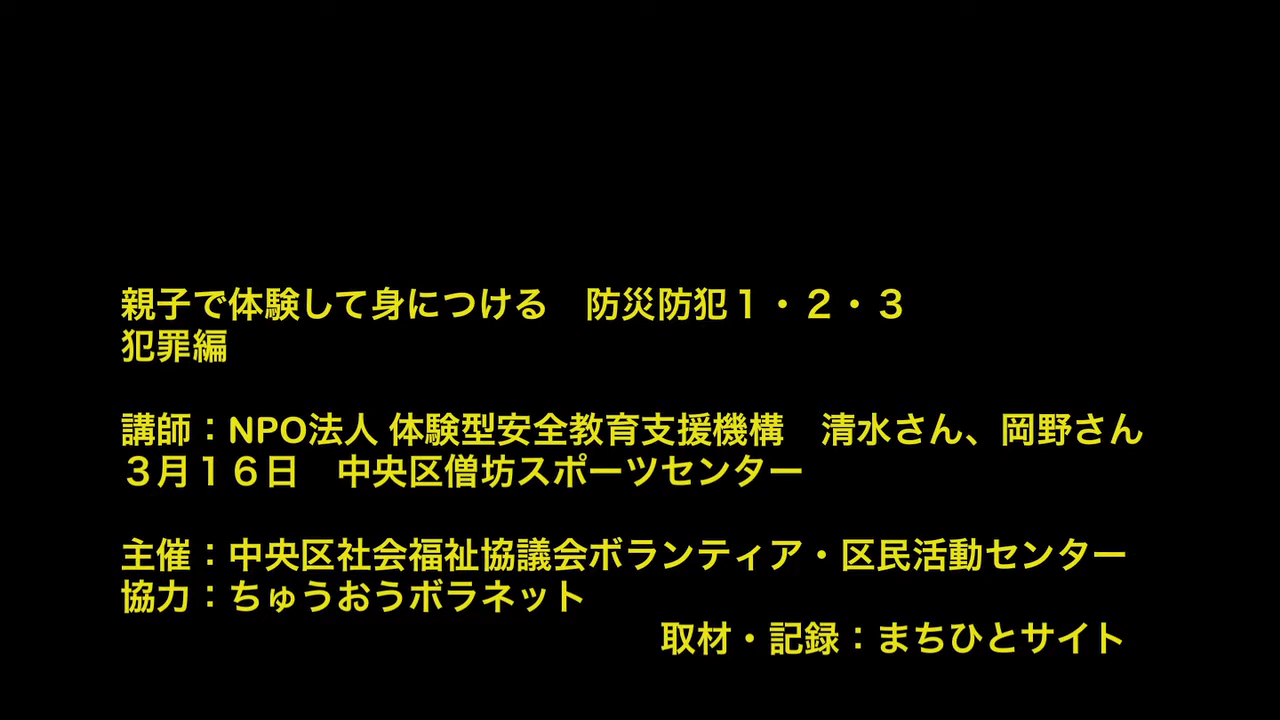 親子で体験して身につける　防災防犯１・２・３
犯罪編
講師：NPO法人 体験型安全教育支援機構　清水さん、岡野さん
３月１６日　中央区僧坊スポーツセンター
主催：中央区社会福祉協議会ボランティア・区民活動センター
協力：ちゅうおうボラネット
取材・記録：まちひとサイト